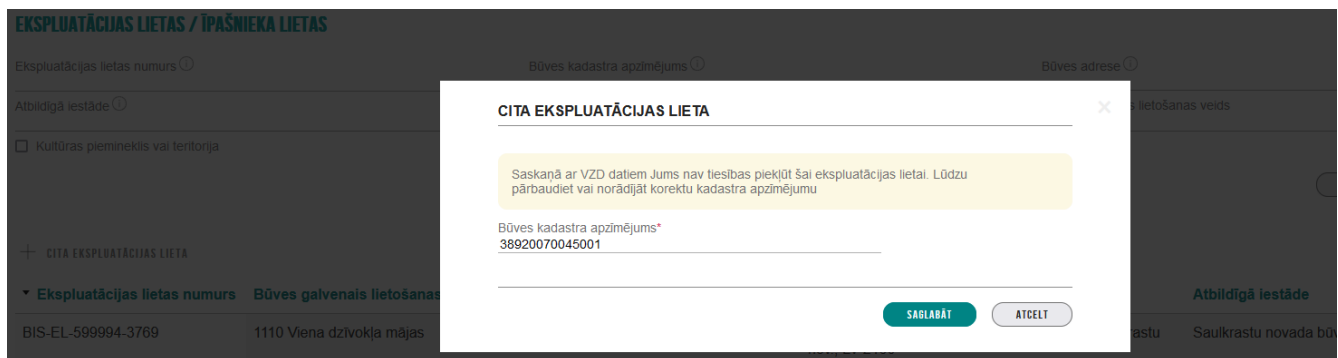 EKSPLUATĀCIJAS LIETAS / ĪPAŠNIEKA LIETAS
Ekspluatācijas lietas numurs
Būves kadastra apzīmējums
Būves adrese
Atbildīgā iestāde
lietošanas veids
Kultūras piemineklis vai teritorija
CITA EKSPLUATĀCIJAS LIETA
Saskaņā ar VZD datiem Jums nav tiesības piekļūt šai ekspluatācijas lietai. Lūdzu
pārbaudiet vai norādījāt korektu kadastra apzīmējumu
Būves kadastra apzīmējums*
38920070045001
SAGLABĀT
ATCELT
CITA EKSPLUATĀCIJAS LIETA
Ekspluatācijas lietas numurs Būves galvenais lietošanas Atbildīgā iestāde
BIS-EL-599994-3769 1110 Viena dzīvokļa mājas Saulkrastu novada